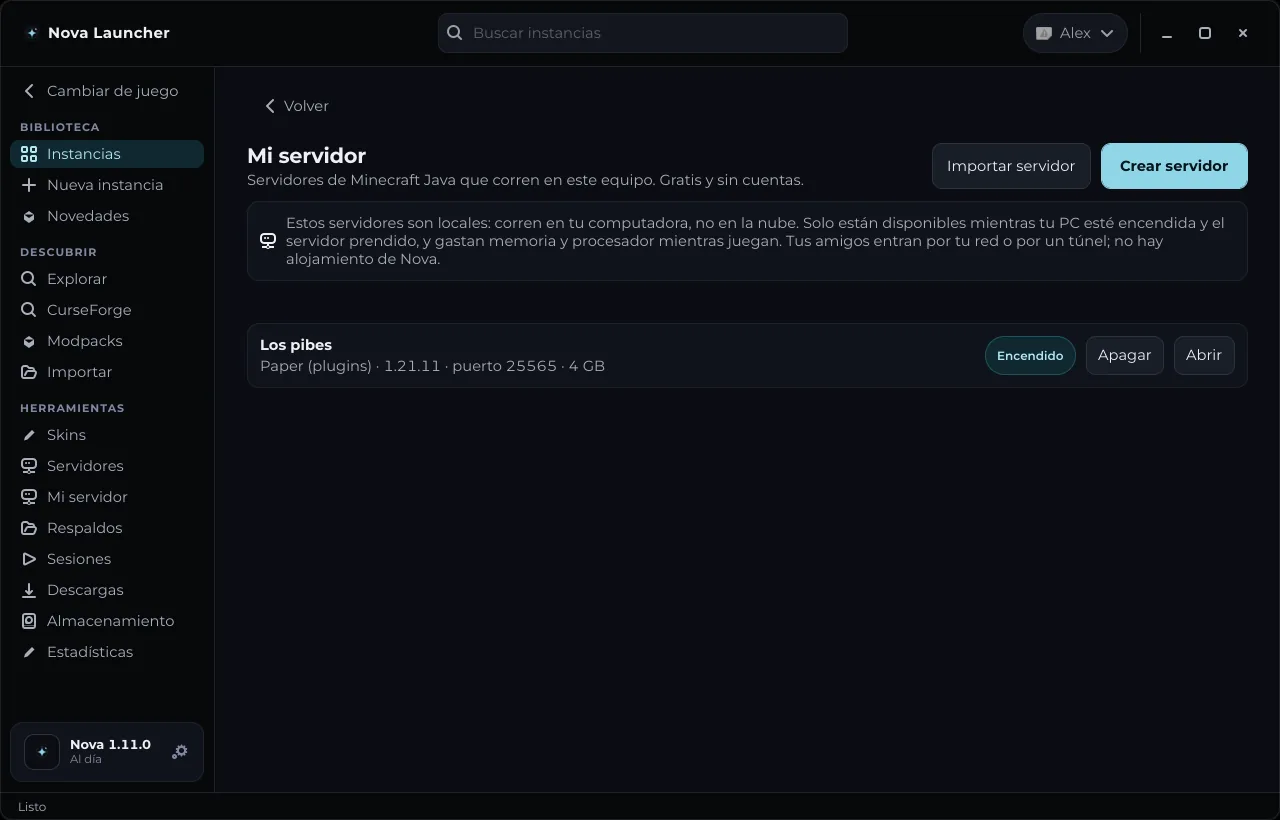 Nova Launcher
Buscar instancias
Alex
Cambiar de juego
BIBLIOTECA
Instancias
Nueva instancia
Novedades
DESCUBRIR
Explorar
CurseForge
Modpacks
Importar
HERRAMIENTAS
Skins
Servidores
Mi servidor
Respaldos
Sesiones
Descargas
Almacenamiento
Estadísticas
Nova 1.11.0
Al día
Volver
Mi servidor
Servidores de Minecraft Java que corren en este equipo. Gratis y sin cuentas.
Importar servidor
Crear servidor
Estos servidores son locales: corren en tu computadora, no en la nube. Solo están disponibles mientras tu PC esté encendida y el
servidor prendido, y gastan memoria y procesador mientras juegan. Tus amigos entran por tu red o por un túnel; no hay
alojamiento de Nova.
Los pibes
Paper (plugins) · 1.21.11 · puerto 25565 · 4 GB
Encendido
Apagar
Abrir
Listo